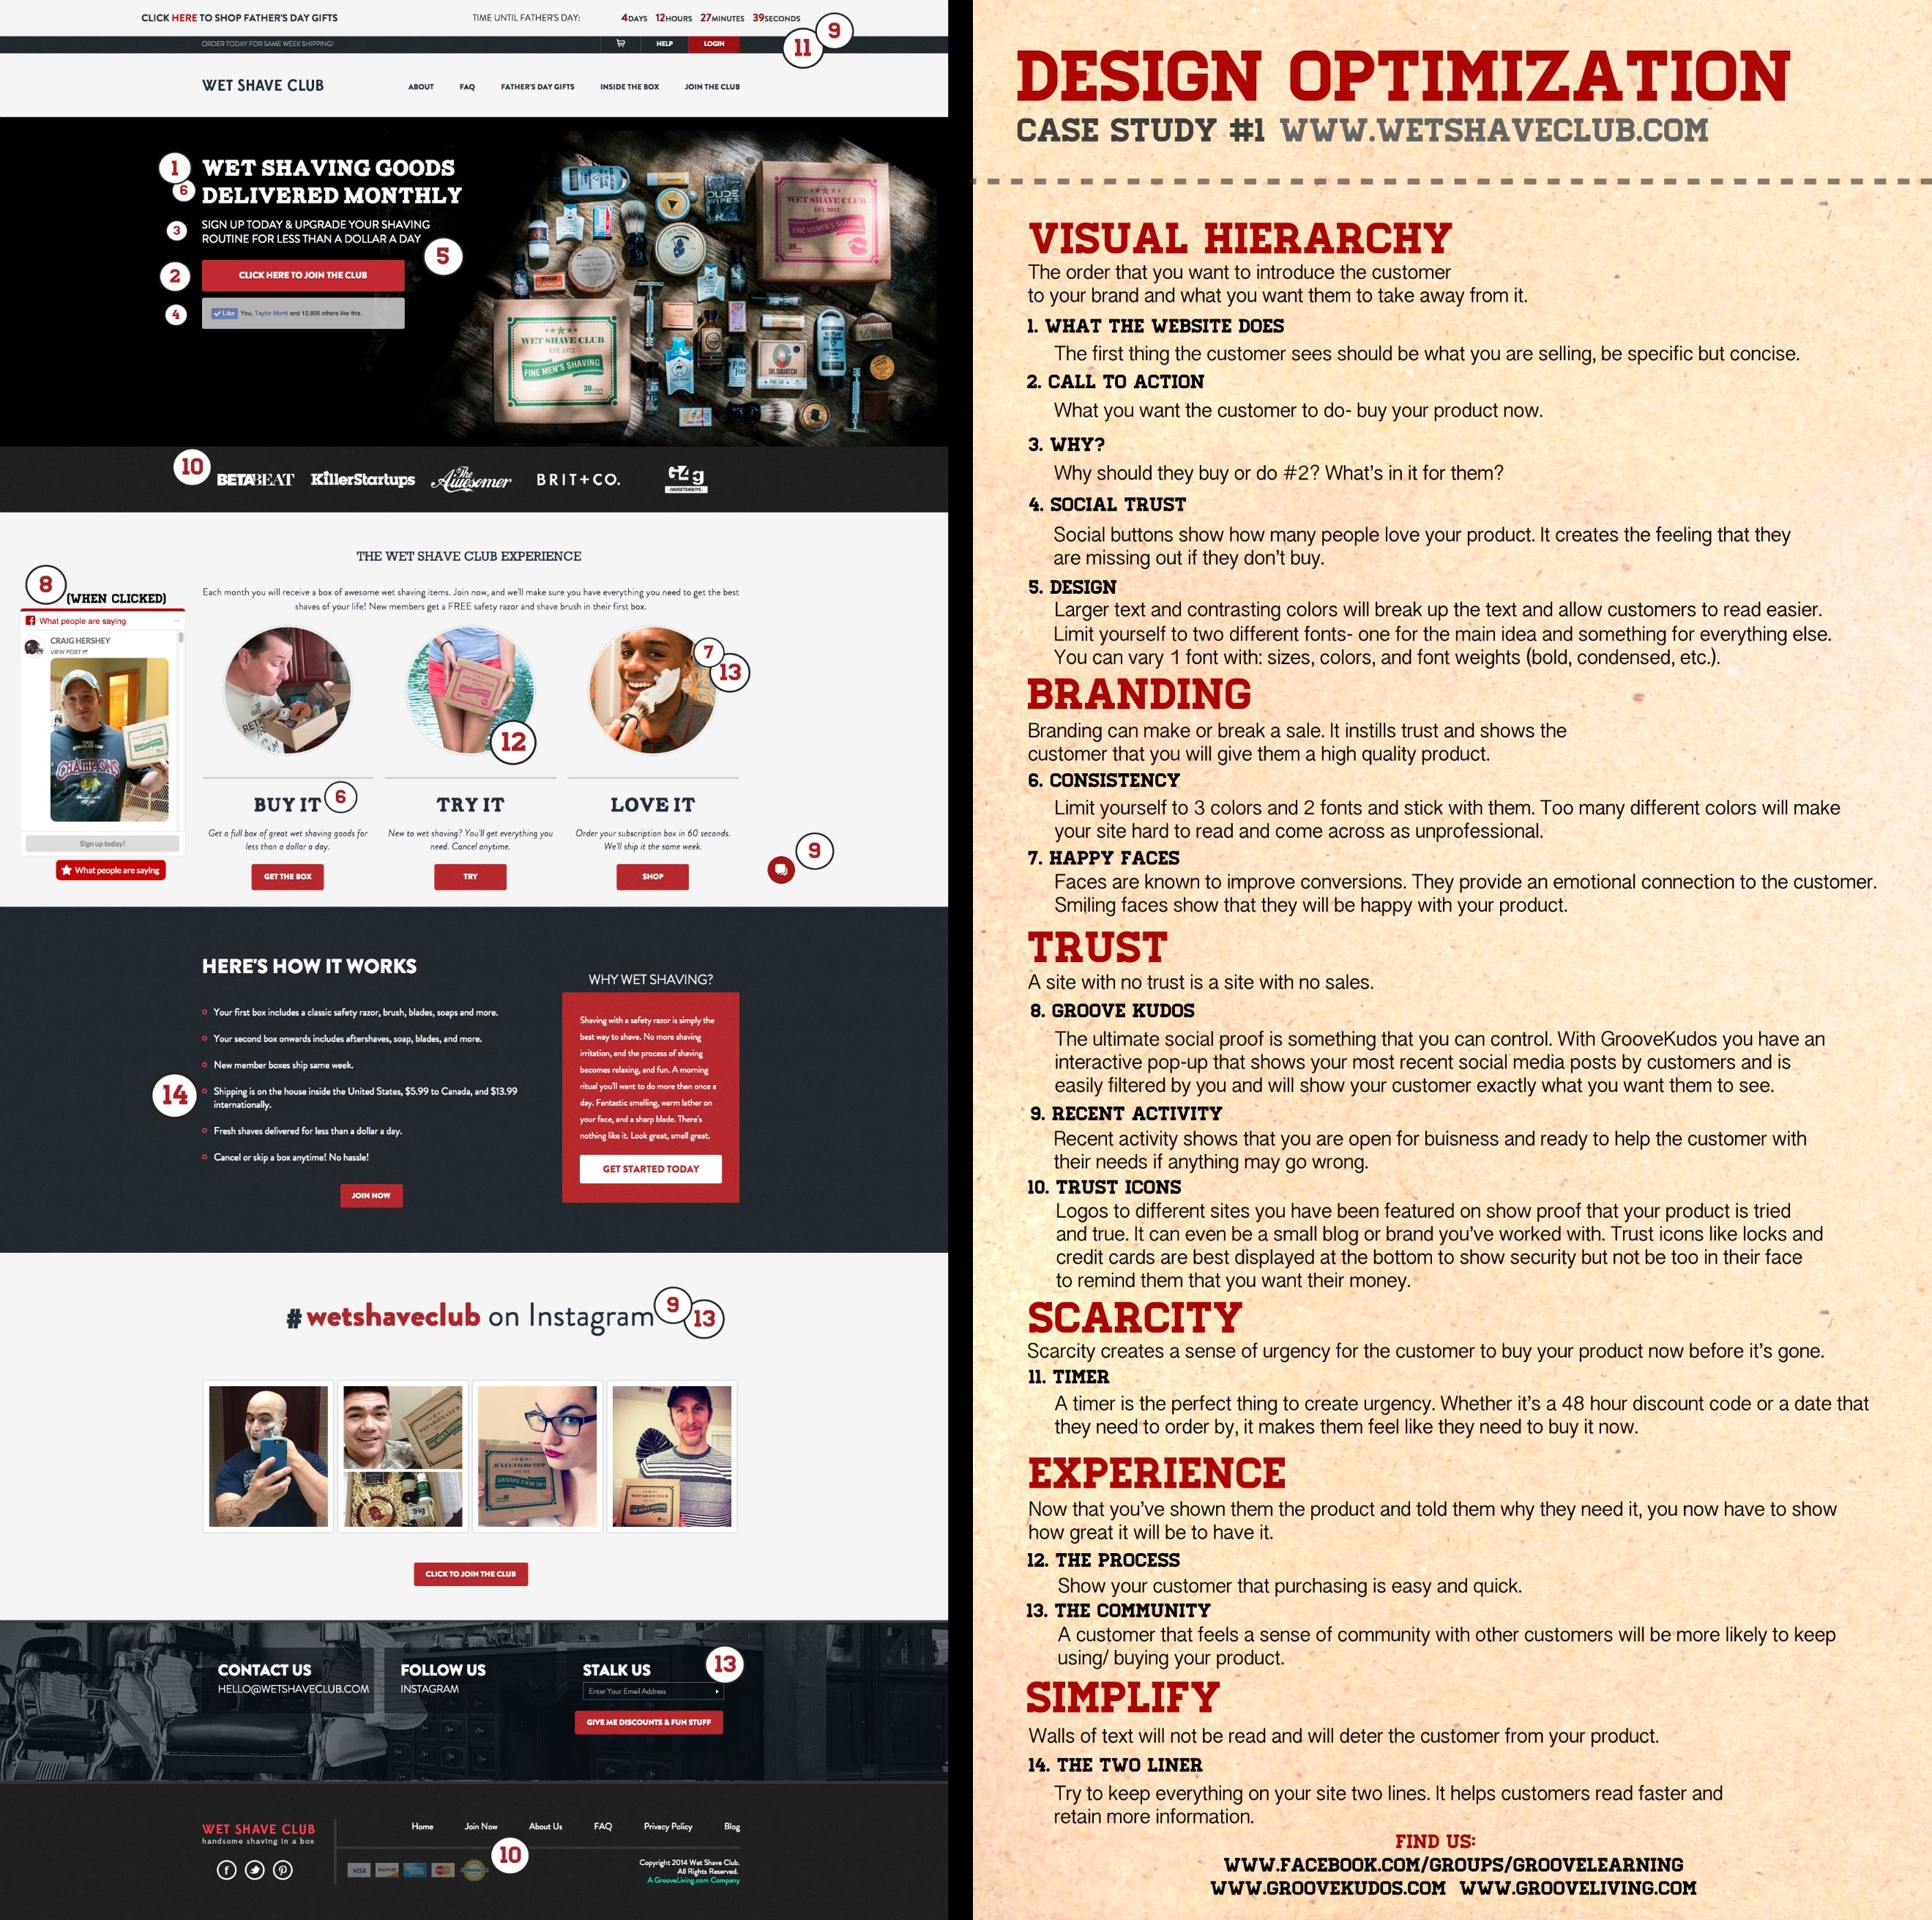 CLICK HERE TO SHOP FATHER'S DAY GIFTS
TIME UNTIL FATHER'S DAY:
4DAYS 12HOURS 27MINUTES 39SECONDS
9
11
ORDER TODAY FOR SAME WEEK SHIPPING!
HELP
LOGIN
WET SHAVE CLUB
ABOUT
FAQ
FATHER'S DAY GIFTS
INSIDE THE BOX
JOIN THE CLUB
1
WET SHAVING GOODS
6
DELIVERED MONTHLY
3
SIGN UP TODAY & UPGRADE YOUR SHAVING
ROUTINE FOR LESS THAN A DOLLAR A DAY
5
2
CLICK HERE TO JOIN THE CLUB
4
Like
You, Taylor Monti and 12,806 others like this.
DUDE
WIPES
WET SHAVE CLUB
EST. 2013
FINE WOMEN'S SHAVING
WET SHAVE CLUB
EST. 1972
FINE MEN'S SHAVING
10
BETABEAT
KillerStartups
The Awesomer
BRIT+CO.
G4g
THE WET SHAVE CLUB EXPERIENCE
Each month you will receive a box of awesome wet shaving items. Join now, and we'll make sure you have everything you need to get the best
shaves of your life! New members get a FREE safety razor and shave brush in their first box.
8
(WHEN CLICKED)
What people are saying
CRAIG HERSHEY
VIEW POST
CHAMPIONS
Sign up today!
What people are saying
7
13
12
BUY IT
6
TRY IT
LOVE IT
Get a full box of great wet shaving goods for
less than a dollar a day.
New to wet shaving? You'll get everything you
need. Cancel anytime.
Order your subscription box in 60 seconds.
We'll ship it the same week.
GET THE BOX
TRY
SHOP
9
HERE'S HOW IT WORKS
Your first box includes a classic safety razor, brush, blades, soaps and more.
Your second box onwards includes aftershaves, soap, blades, and more.
New member boxes ship same week.
14
Shipping is on the house inside the United States, $5.99 to Canada, and $13.99
internationally.
Fresh shaves delivered for less than a dollar a day.
Cancel or skip a box anytime! No hassle!
JOIN NOW
WHY WET SHAVING?
Shaving with a safety razor is simply the
best way to shave. No more shaving
irritation, and the process of shaving
becomes relaxing, and fun. A morning
ritual you'll want to do more than once a
day. Fantastic smelling, warm lather on
your face, and a sharp blade. There's
nothing like it. Look great, smell great.
GET STARTED TODAY
#wetshaveclub on Instagram
9
13
Trig
CLICK TO JOIN THE CLUB
CONTACT US
HELLO@WETSHAVECLUB.COM
FOLLOW US
INSTAGRAM
STALK US
13
Enter Your Email Address
GIVE ME DISCOUNTS & FUN STUFF
WET SHAVE CLUB
handsome shaving in a box
Home
Join Now
About Us
FAQ
Privacy Policy
Blog
VISA
10
Copyright 2014 Wet Shave Club.
All Rights Reserved.
A GrooveLiving.com Company
DESIGN OPTIMIZATION
CASE STUDY #1 WWW.WETSHAVECLUB.COM
VISUAL HIERARCHY
The order that you want to introduce the customer
to your brand and what you want them to take away from it.
1. WHAT THE WEBSITE DOES
The first thing the customer sees should be what you are selling, be specific but concise.
2. CALL TO ACTION
What you want the customer to do- buy your product now.
3. WHY?
Why should they buy or do #2? What's in it for them?
4. SOCIAL TRUST
Social buttons show how many people love your product. It creates the feeling that they
are missing out if they don't buy.
5. DESIGN
Larger text and contrasting colors will break up the text and allow customers to read easier.
Limit yourself to two different fonts- one for the main idea and something for everything else.
You can vary 1 font with: sizes, colors, and font weights (bold, condensed, etc.).
BRANDING
Branding can make or break a sale. It instills trust and shows the
customer that you will give them a high quality product.
6. CONSISTENCY
Limit yourself to 3 colors and 2 fonts and stick with them. Too many different colors will make
your site hard to read and come across as unprofessional.
7. HAPPY FACES
Faces are known to improve conversions. They provide an emotional connection to the customer.
Smiling faces show that they will be happy with your product.
TRUST
A site with no trust is a site with no sales.
8. GROOVE KUDOS
The ultimate social proof is something that you can control. With GrooveKudos you have an
interactive pop-up that shows your most recent social media posts by customers and is
easily filtered by you and will show your customer exactly what you want them to see.
9. RECENT ACTIVITY
Recent activity shows that you are open for buisness and ready to help the customer with
their needs if anything may go wrong.
10. TRUST ICONS
Logos to different sites you have been featured on show proof that your product is tried
and true. It can even be a small blog or brand you've worked with. Trust icons like locks and
credit cards are best displayed at the bottom to show security but not be too in their face
to remind them that you want their money.
SCARCITY
Scarcity creates a sense of urgency for the customer to buy your product now before it's gone.
11. TIMER
A timer is the perfect thing to create urgency. Whether it's a 48 hour discount code or a date that
they need to order by, it makes them feel like they need to buy it now.
EXPERIENCE
Now that you've shown them the product and told them why they need it, you now have to show
how great it will be to have it.
12. THE PROCESS
Show your customer that purchasing is easy and quick.
13. THE COMMUNITY
A customer that feels a sense of community with other customers will be more likely to keep
using/ buying your product.
SIMPLIFY
Walls of text will not be read and will deter the customer from your product.
14. THE TWO LINER
Try to keep everything on your site two lines. It helps customers read faster and
retain more information.
FIND US:
WWW.FACEBOOK.COM/GROUPS/GROOVELEARNING
WWW.GROOVEKUDOS.COM WWW.GROOVELIVING.COM